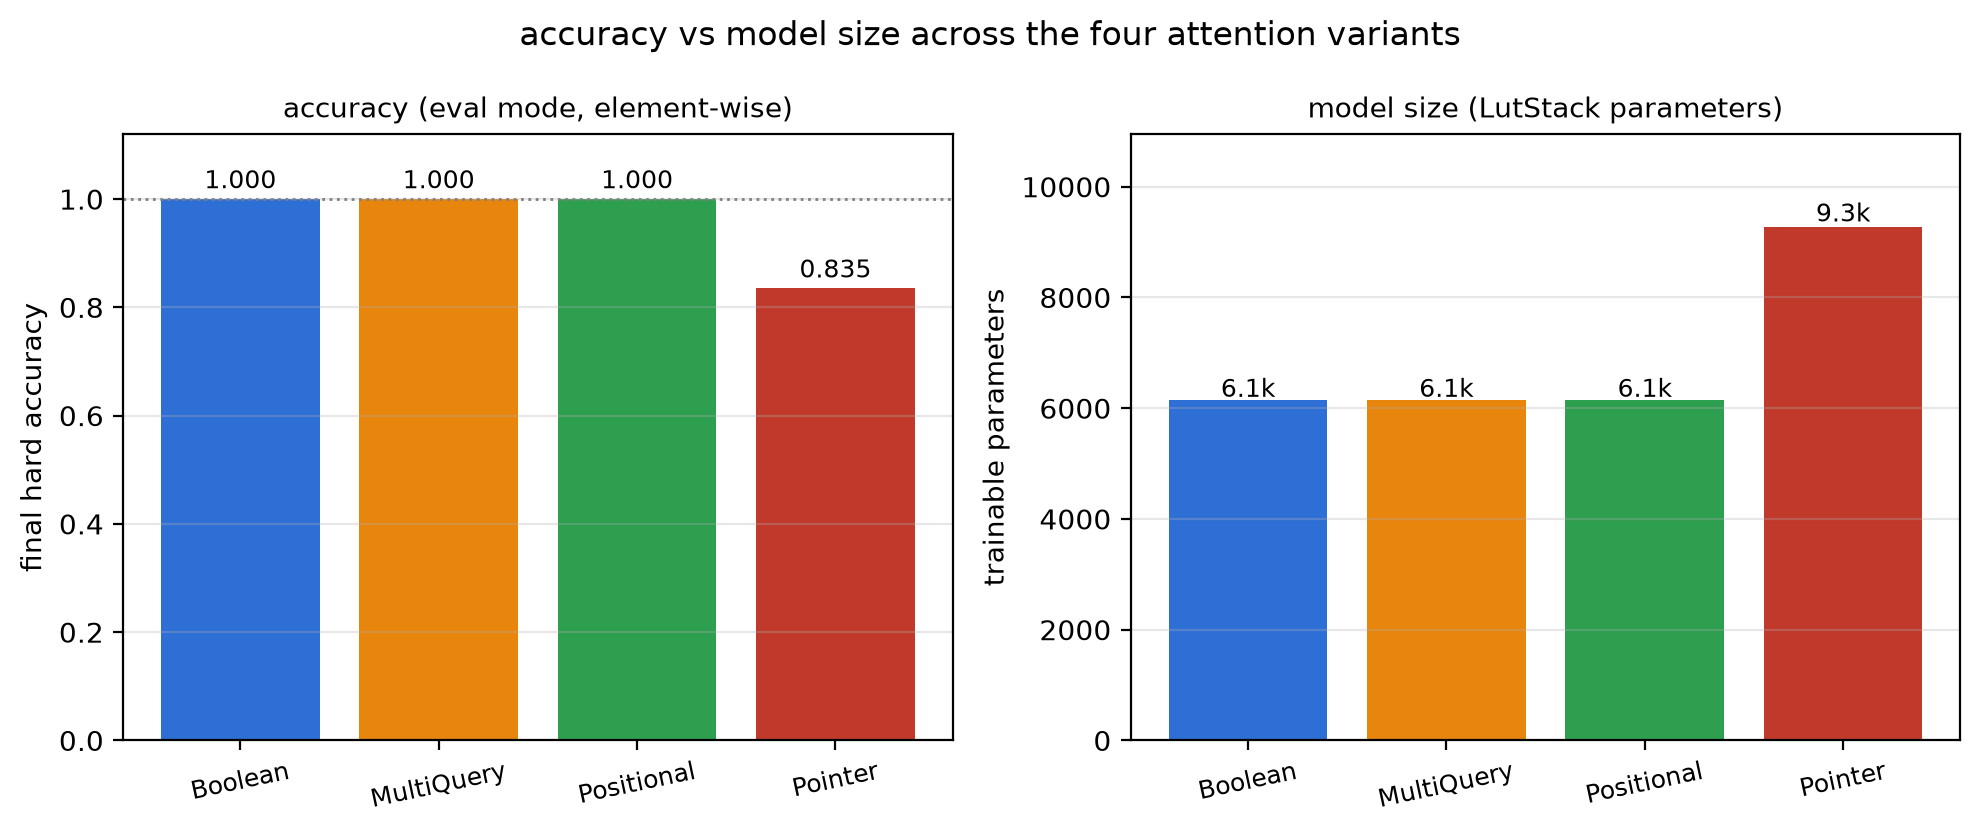 accuracy vs model size across the four attention variants
accuracy (eval mode, element-wise)
final hard accuracy
1.0
0.8
0.6
0.4
0.2
0.0
1.000
1.000
1.000
0.835
Boolean
MultiQuery
Positional
Pointer
model size (LutStack parameters)
trainable parameters
10000
8000
6000
4000
2000
0
6.1k
6.1k
6.1k
9.3k
Boolean
MultiQuery
Positional
Pointer